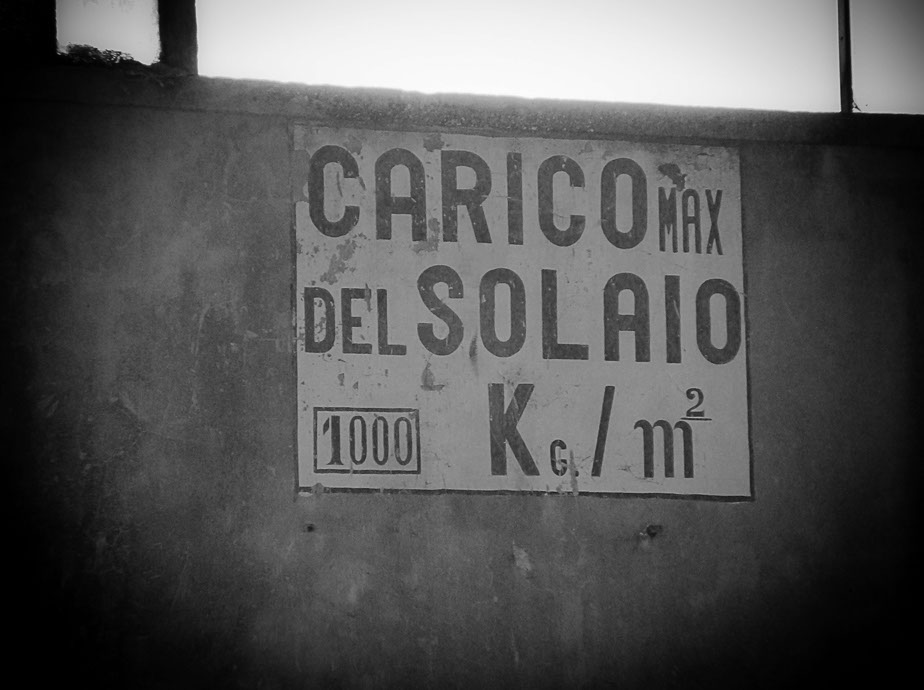 CARICO MAX
DEL SOLAIO
1000 KG./m²